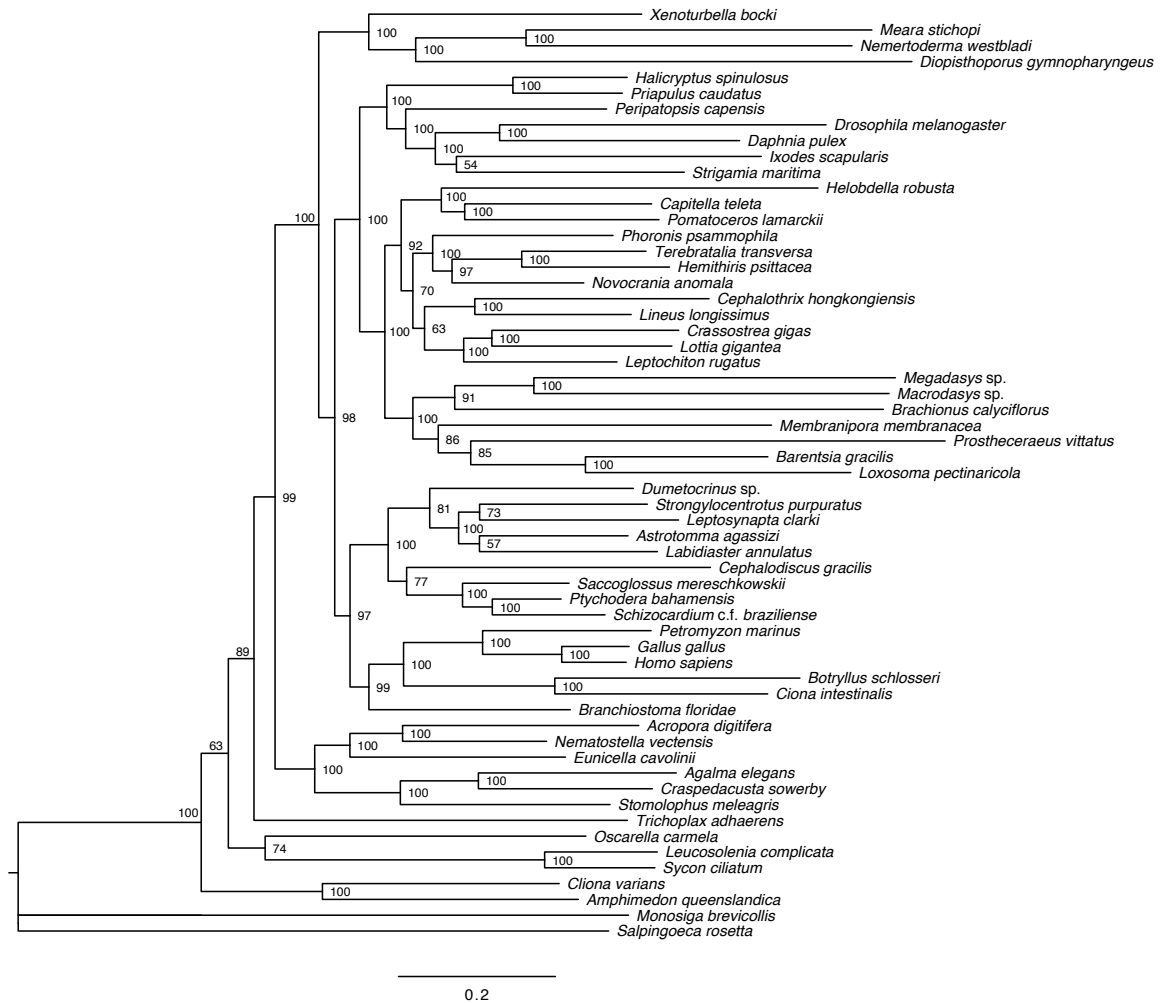 Xenoturbella bocki
100
Meara stichopi
100
Nemertoderma westbladi
100
Diopisthoporus gymnopharyngeus
Halicryptus spinulosus
100
Priapulus caudatus
100
Peripatopsis capensis
Drosophila melanogaster
100
100
Daphnia pulex
100
Ixodes scapularis
54
Strigamia maritima
Helobdella robusta
100
Capitella teleta
100
100
100
Pomatoceros lamarckii
Phoronis psammophila
92
Terebratalia transversa
100
100
Hemithiris psittacea
97
Novocrania anomala
70
Cephalothrix hongkongiensis
100
Lineus longissimus
63
100
Crassostrea gigas
100
Lottia gigantea
100
Leptochiton rugatus
Megadasys sp.
100
Macrodasys sp.
91
Brachionus calyciflorus
98
100
Membranipora membranacea
86
Prostheceraeus vittatus
85
Barentsia gracilis
100
Loxosoma pectinaricola
Dumetocrinus sp.
99
81
Strongylocentrotus purpuratus
73
Leptosynapta clarki
100
Astrotomma agassizi
100
57
Labidiaster annulatus
Cephalodiscus gracilis
77
Saccoglossus mereschkowskii
100
Ptychodera bahamensis
100
Schizocardium c.f. braziliense
97
Petromyzon marinus
100
Gallus gallus
89
100
100
Homo sapiens
Botryllus schlosseri
99
100
Ciona intestinalis
Branchiostoma floridae
Acropora digitifera
100
Nematostella vectensis
63
100
Eunicella cavolinii
100
Agalma elegans
100
Craspedacusta sowerby
100
Stomolophus meleagris
100
Trichoplax adhaerens
Oscarella carmela
74
Leucosolenia complicata
100
Sycon ciliatum
Cliona varians
100
Amphimedon queenslandica
Monosiga brevicollis
Salpingoeca rosetta
0.2